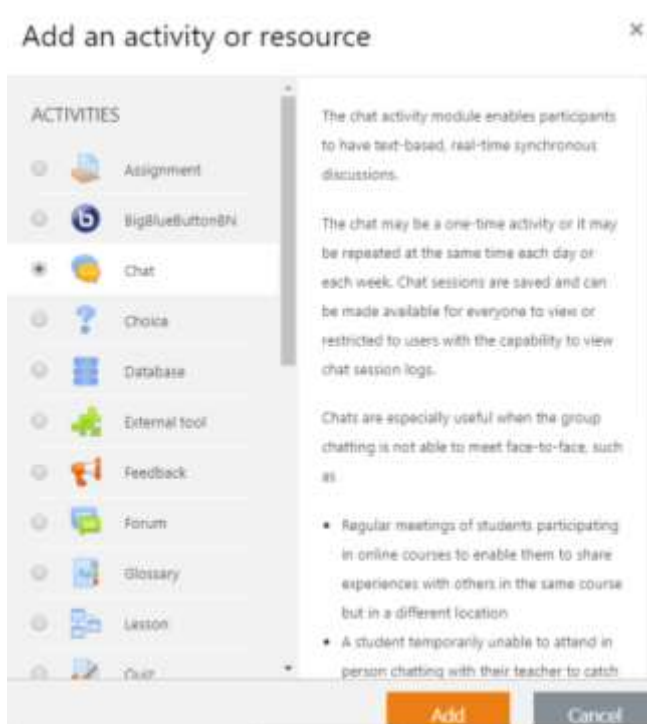 Add an activity or resource
×
ACTIVITIES
Assignment
BigBlueButtonBN
Chat
Choice
Database
External tool
Feedback
Forum
Glossary
Lesson
Quiz
The chat activity module enables participants
to have text-based, real-time synchronous
discussions.
The chat may be a one-time activity or it may
be repeated at the same time each day or
each week. Chat sessions are saved and can
be made available for everyone to view or
restricted to users with the capability to view
chat session logs.
Chats are especially useful when the group
chatting is not able to meet face-to-face, such
as
• Regular meetings of students participating
in online courses to enable them to share
experiences with others in the same course
but in a different location
• A student temporarily unable to attend in
person chatting with their teacher to catch
Add
Cancel